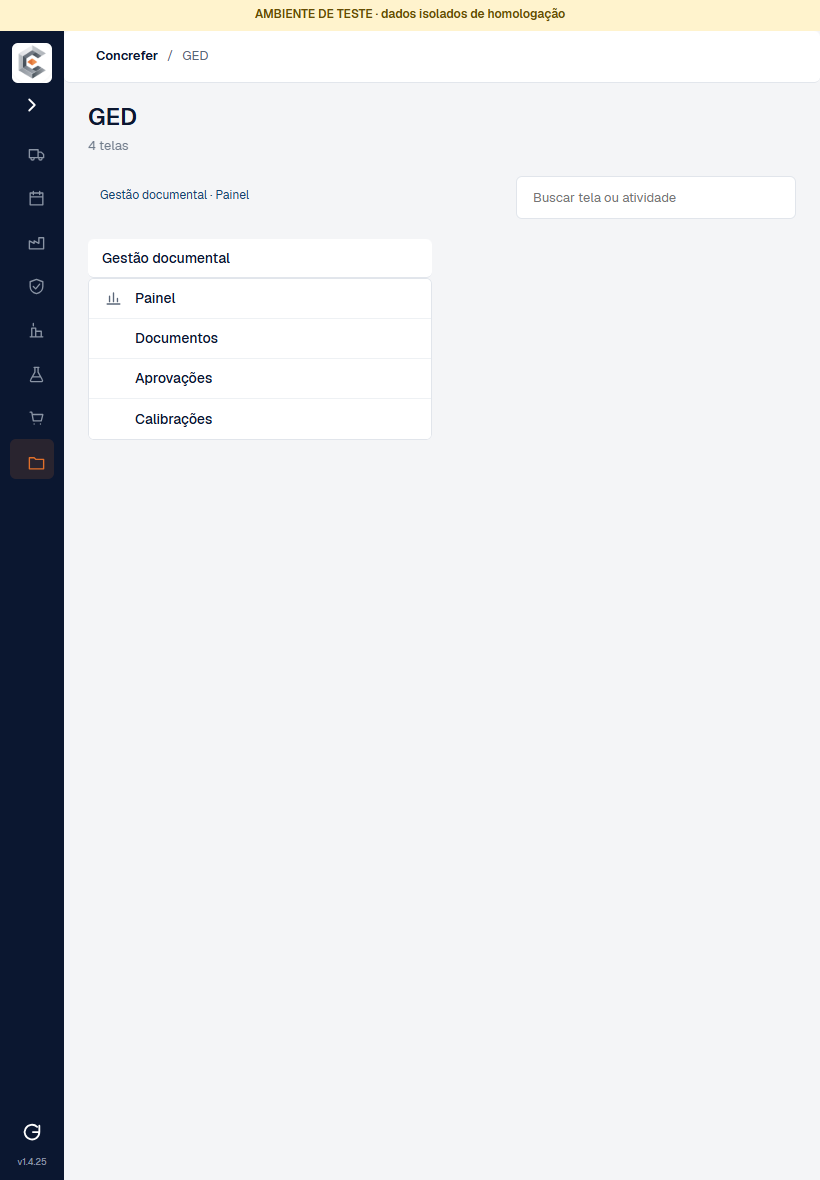 AMBIENTE DE TESTE · dados isolados de homologação
Concrefer / GED
GED
4 telas
Gestão documental · Painel
Buscar tela ou atividade
Gestão documental
Painel
Documentos
Aprovações
Calibrações
v1.4.25